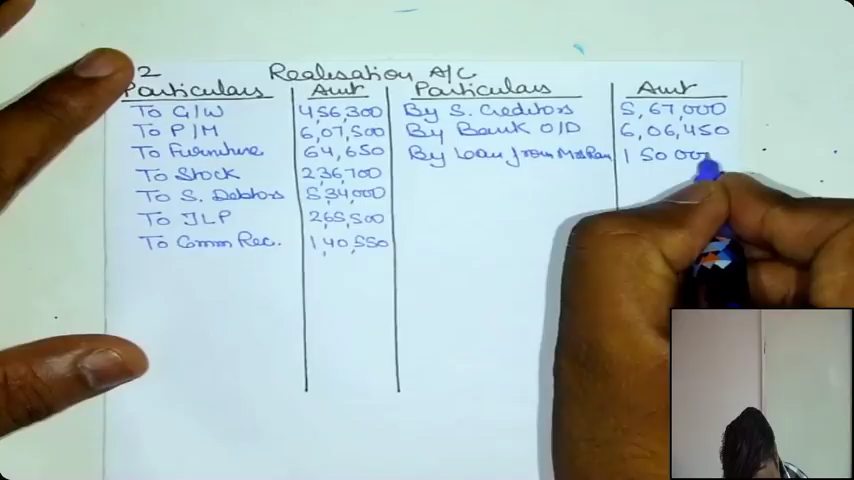 2 Realisation A/C
Particulars Amt Particulars Amt
To G/W 4,56,300 By S. Creditors 5,67,000
To P/M 6,07,500 By Bank O/D 6,06,450
To Furniture 64,650 By Loan from Mrs Ram 1 50 000
To Stock 2,36,700
To S. Debtors 5,34,000
To JLP 2,65,500
To Comm Rec. 1,40,550